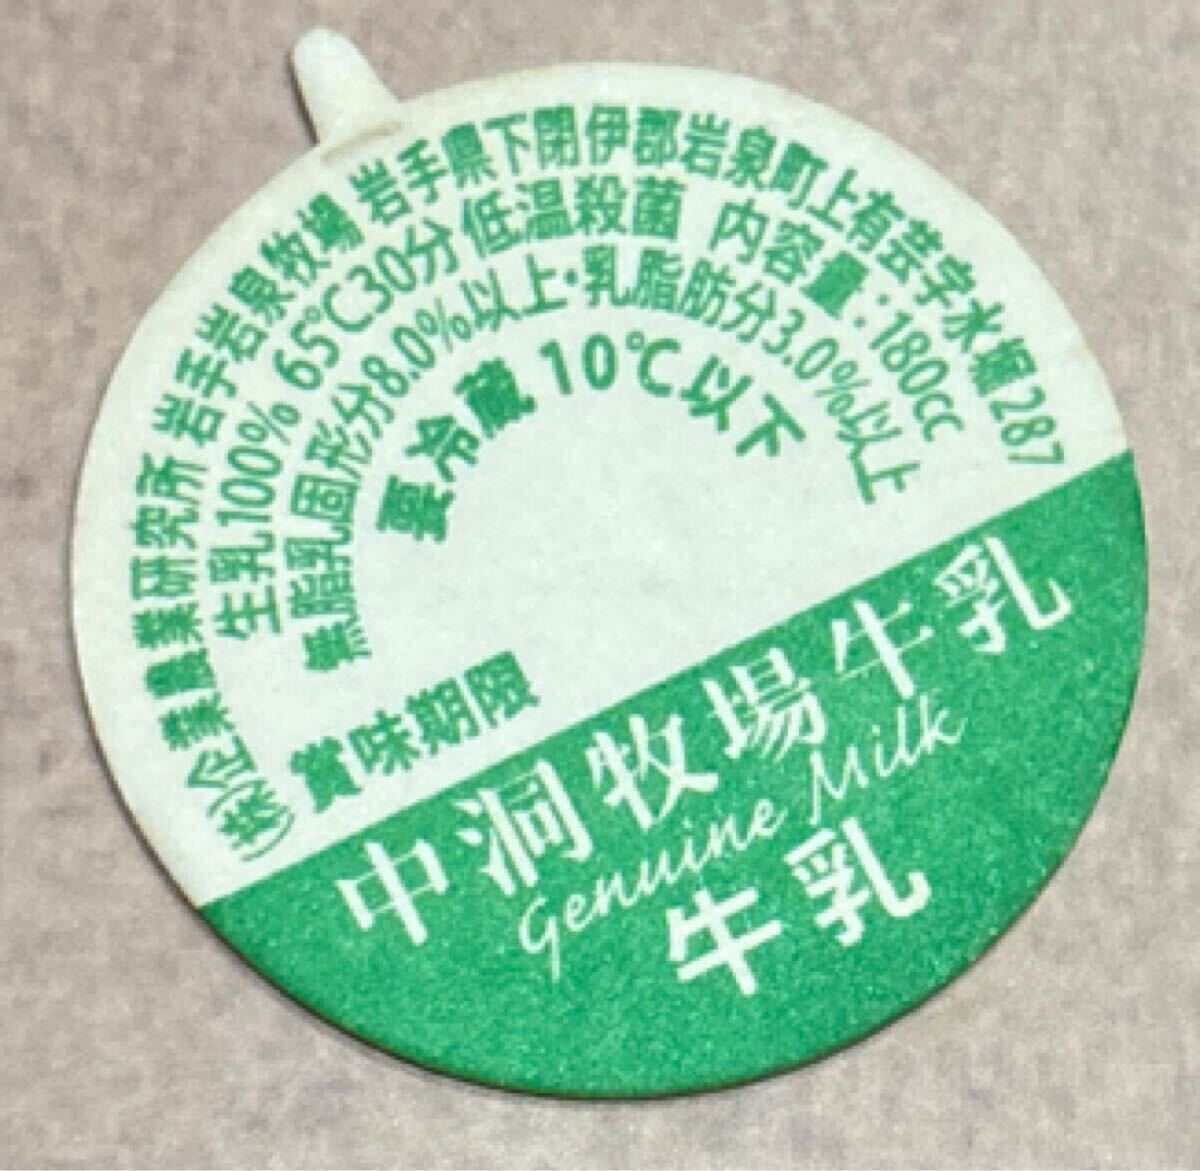 (株)企業農業研究所 岩手岩泉牧場 岩手県下閉伊郡岩泉町上有芸字水堀287
生乳100% 65℃30分 低温殺菌 内容量:180cc
無脂乳固形分8.0%以上・乳脂肪分3.0%以上
要冷蔵 10℃以下
賞味期限
中洞牧場牛乳
Genuine Milk
牛乳